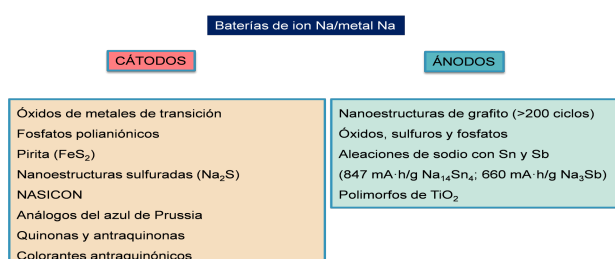 Baterías de ion Na/metal Na
CÁTODOS
ÁNODOS
Óxidos de metales de transición
Fosfatos polianiónicos
Pirita (FeS₂)
Nanoestructuras sulfuradas (Na₂S)
NASICON
Análogos del azul de Prussia
Quinonas y antraquinonas
Colorantes antraquinónicos
Nanoestructuras de grafito (>200 ciclos)
Óxidos, sulfuros y fosfatos
Aleaciones de sodio con Sn y Sb
(847 mA·h/g Na₁₄Sn₄; 660 mA·h/g Na₃Sb)
Polimorfos de TiO₂